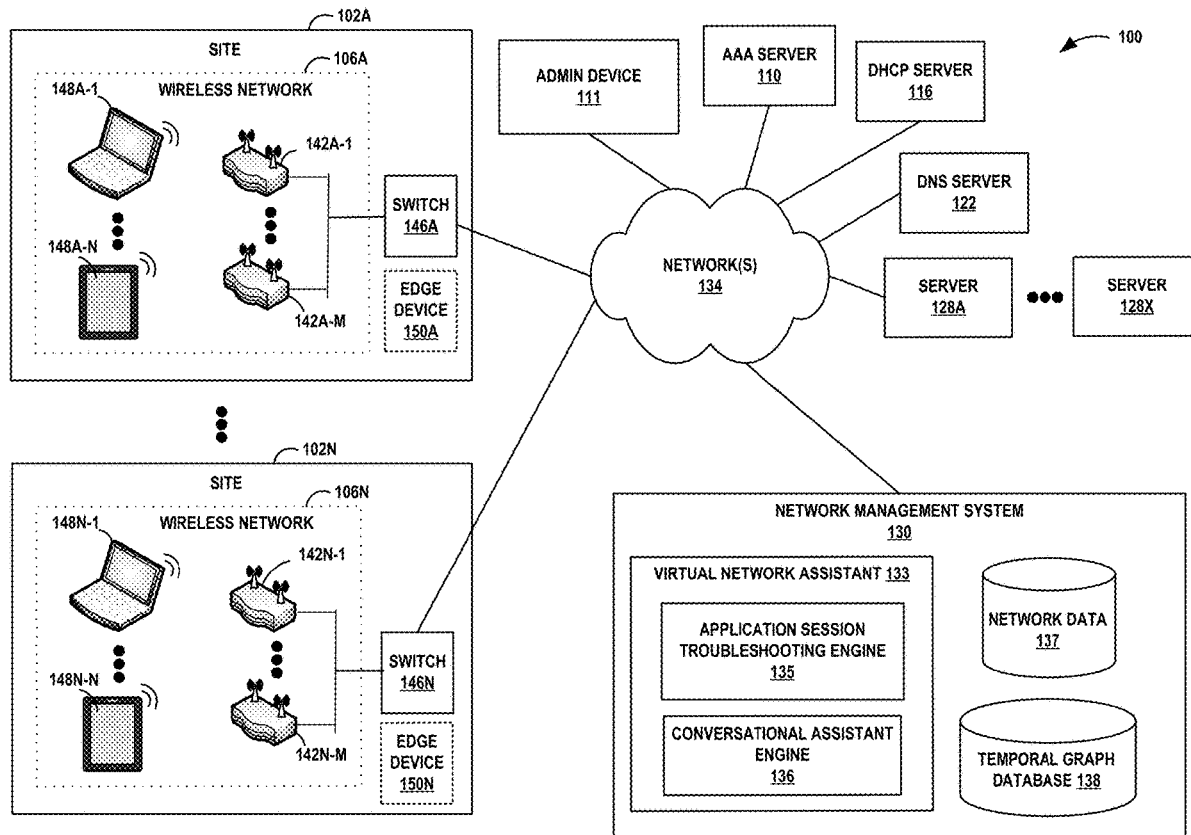 102A
SITE
106A
WIRELESS NETWORK
148A-1
142A-1
148A-N
142A-M
SWITCH
146A
EDGE
DEVICE
150A
102N
SITE
106N
WIRELESS NETWORK
148N-1
142N-1
148N-N
142N-M
SWITCH
146N
EDGE
DEVICE
150N
ADMIN DEVICE
111
AAA SERVER
110
DHCP SERVER
116
100
DNS SERVER
122
NETWORK(S)
134
SERVER
128A
SERVER
128X
NETWORK MANAGEMENT SYSTEM
130
VIRTUAL NETWORK ASSISTANT 133
APPLICATION SESSION
TROUBLESHOOTING ENGINE
135
CONVERSATIONAL ASSISTANT
ENGINE
136
NETWORK DATA
137
TEMPORAL GRAPH
DATABASE 138